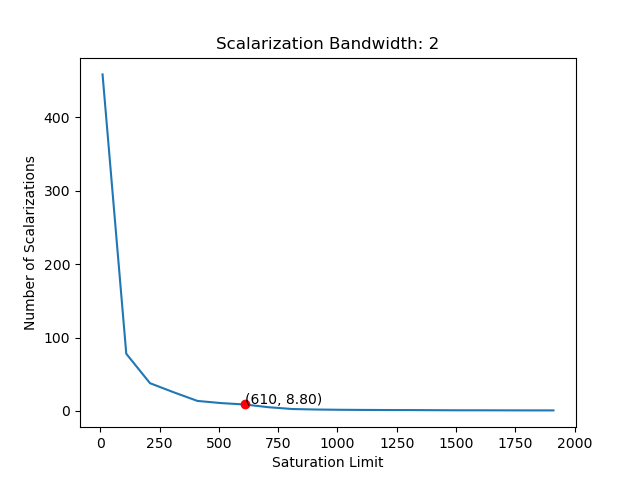 Scalarization Bandwidth: 2
Number of Scalarizations
400
300
200
100
0
(610, 8.80)
0 250 500 750 1000 1250 1500 1750 2000
Saturation Limit